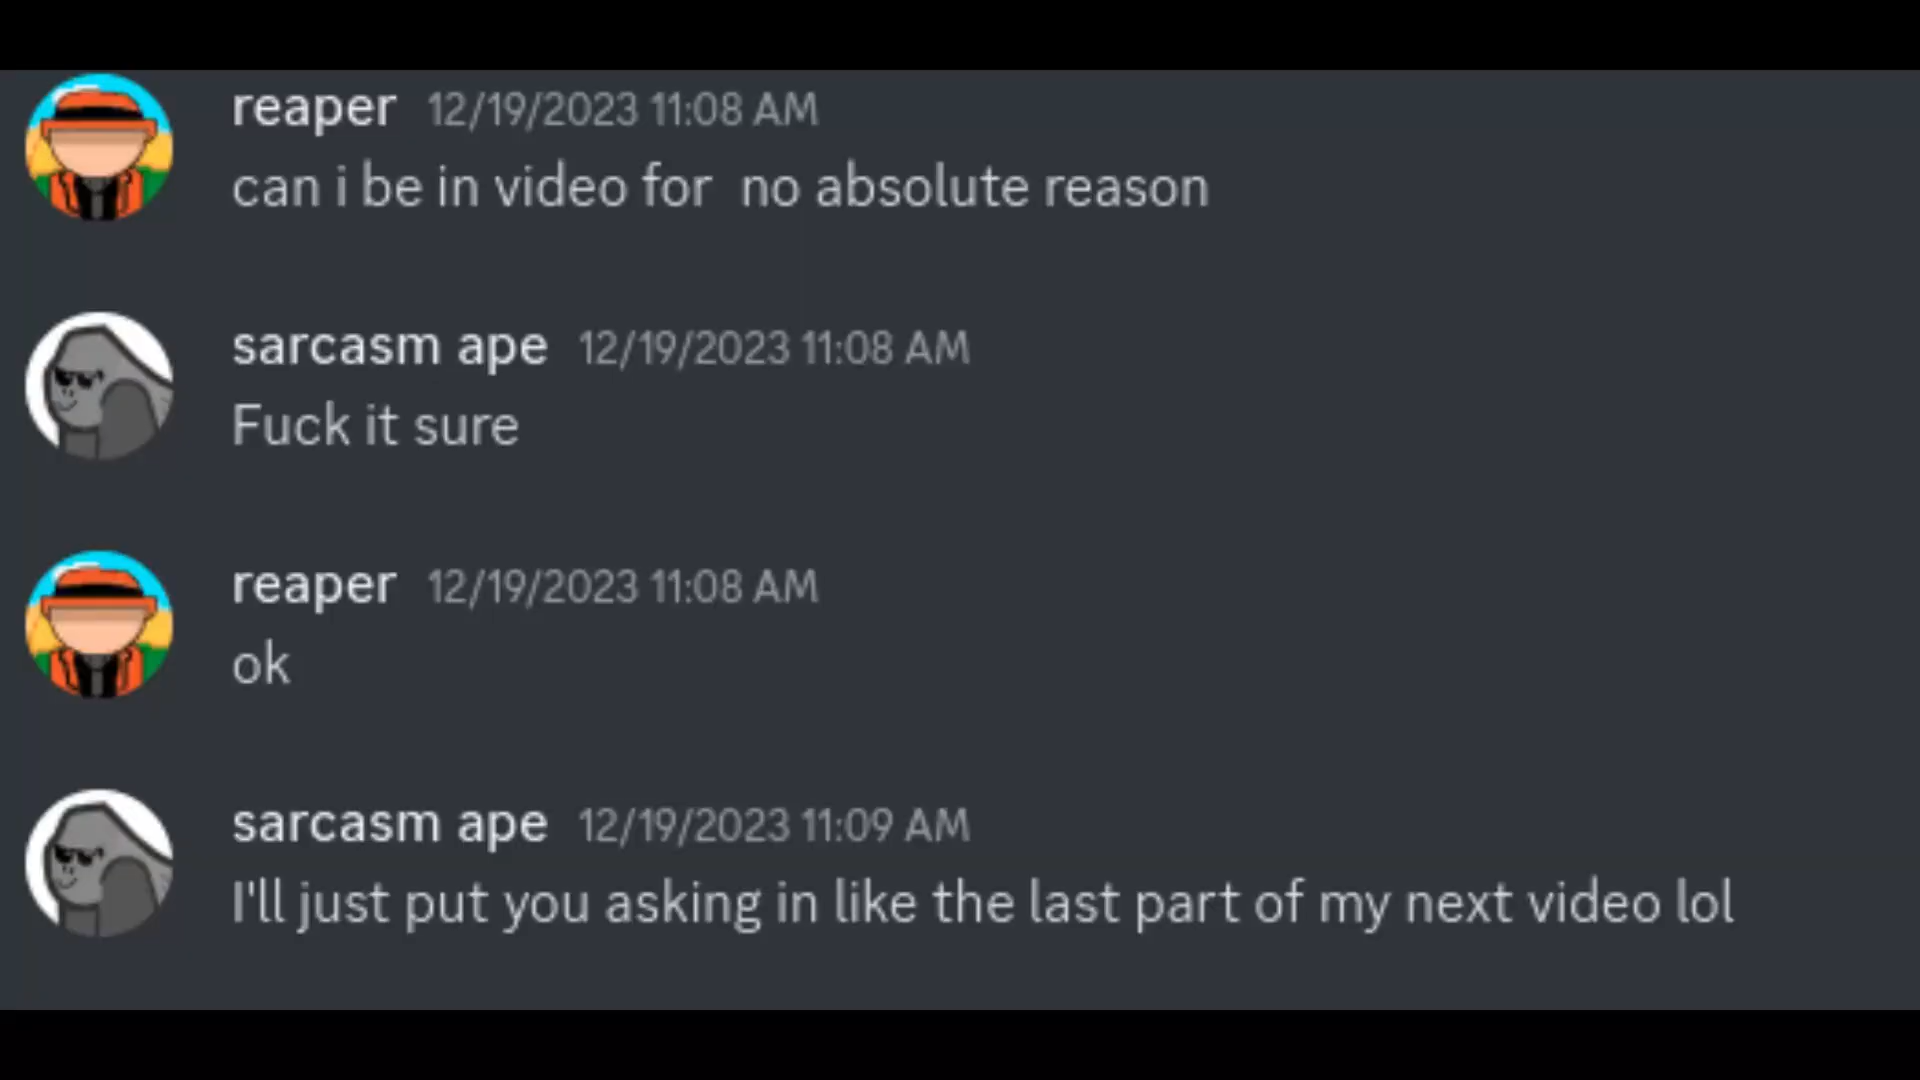 reaper 12/19/2023 11:08 AM
can i be in video for  no absolute reason
sarcasm ape 12/19/2023 11:08 AM
Fuck it sure
reaper 12/19/2023 11:08 AM
ok
sarcasm ape 12/19/2023 11:09 AM
I'll just put you asking in like the last part of my next video lol